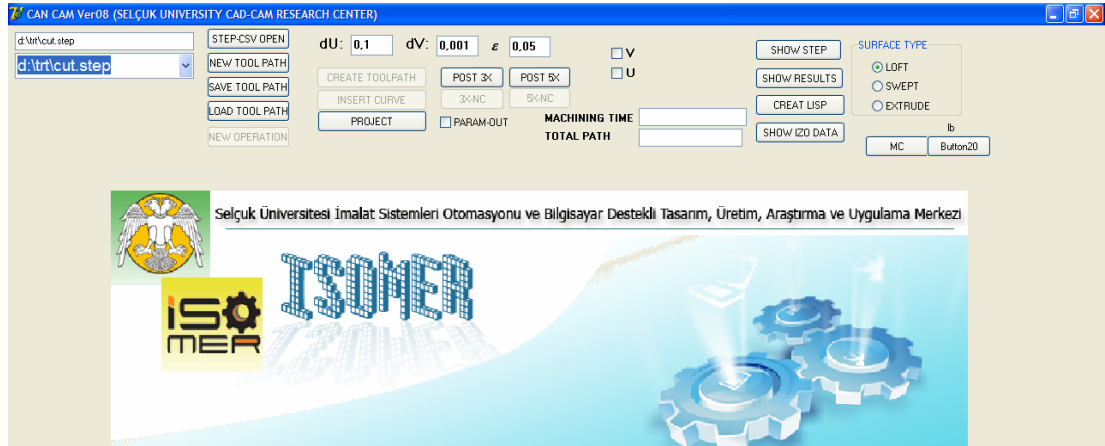 CAN CAM Ver08 (SELÇUK UNIVERSITY CAD-CAM RESEARCH CENTER)
d:\trt\cut.step
d:\trt\cut.step
STEP-CSV OPEN
NEW TOOL PATH
SAVE TOOL PATH
LOAD TOOL PATH
NEW OPERATION
dU: 0,1 dV: 0,001 ε 0,05
CREATE TOOLPATH POST 3X POST 5X
INSERT CURVE 3X-NC 5X-NC
PROJECT PARAM-OUT
V
U
MACHINING TIME
TOTAL PATH
SHOW STEP
SHOW RESULTS
CREAT LISP
SHOW IZO DATA
SURFACE TYPE
LOFT
SWEPT
EXTRUDE
lb
MC Button20
Selçuk Üniversitesi İmalat Sistemleri Otomasyonu ve Bilgisayar Destekli Tasarım, Üretim, Araştırma ve Uygulama Merkezi
ISOMER
iSO
MER